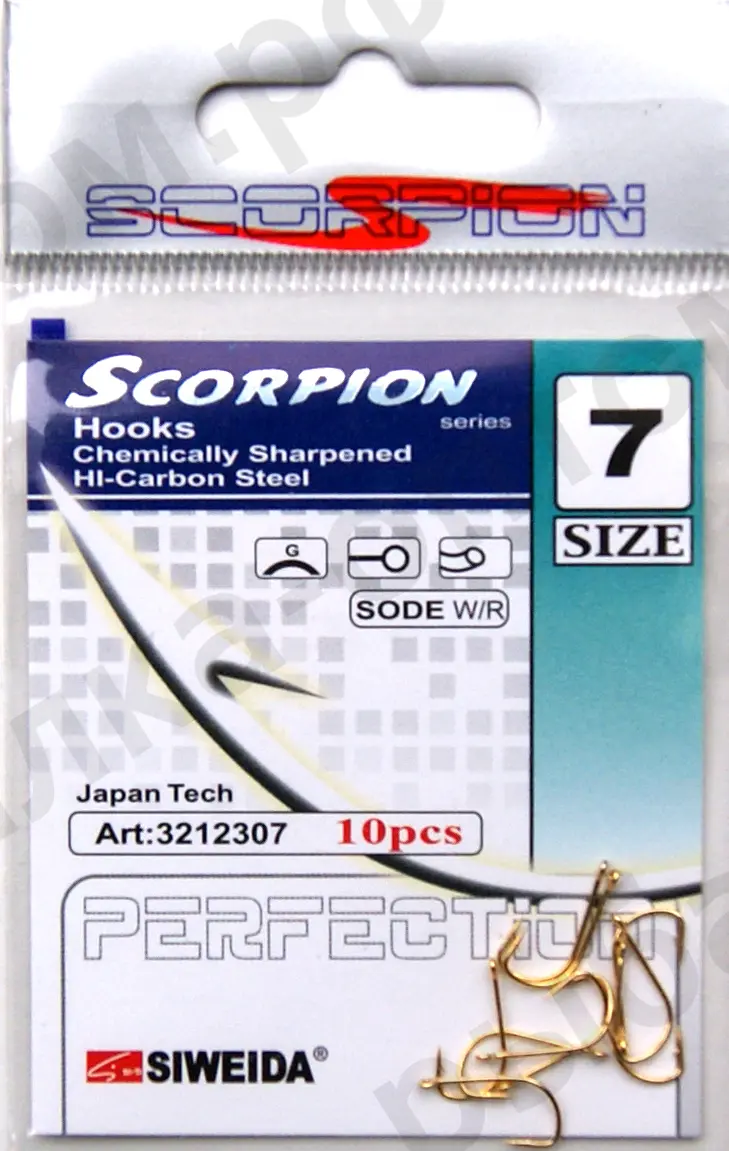 SCORPION
SCORPION
series
Hooks
Chemically Sharpened
HI-Carbon Steel
7
SIZE
G
SODE W/R
Japan Tech
Art:3212307 10pcs
PERFECTION
SIWEIDA®